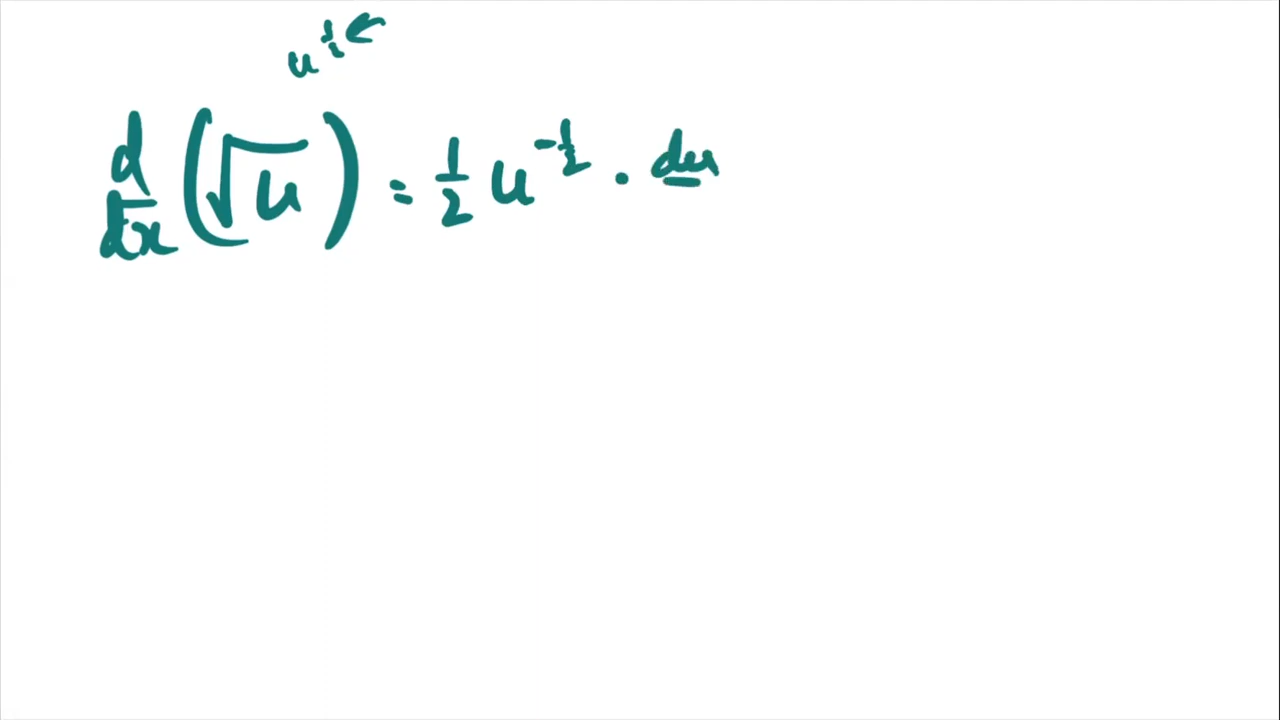 u^{1/2} ←
d/dx (√u) = 1/2 u^{-1/2} · du